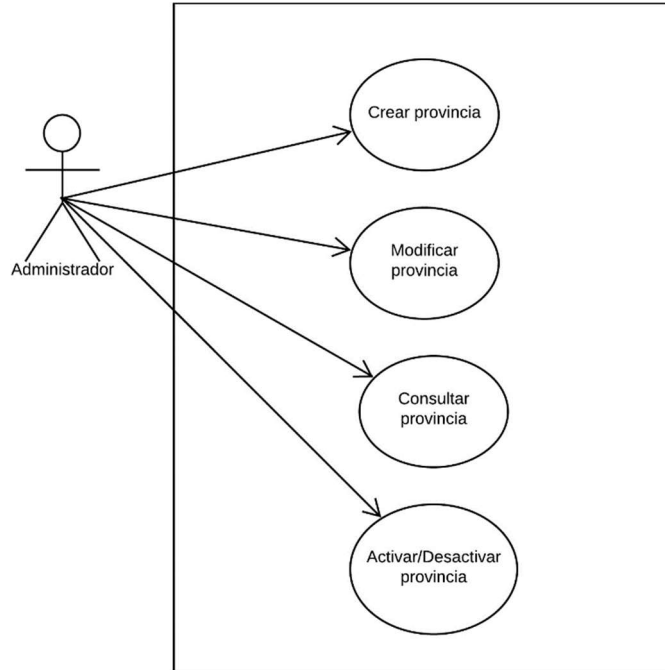 Crear provincia
Modificar
provincia
Administrador
Consultar
provincia
Activar/Desactivar
provincia